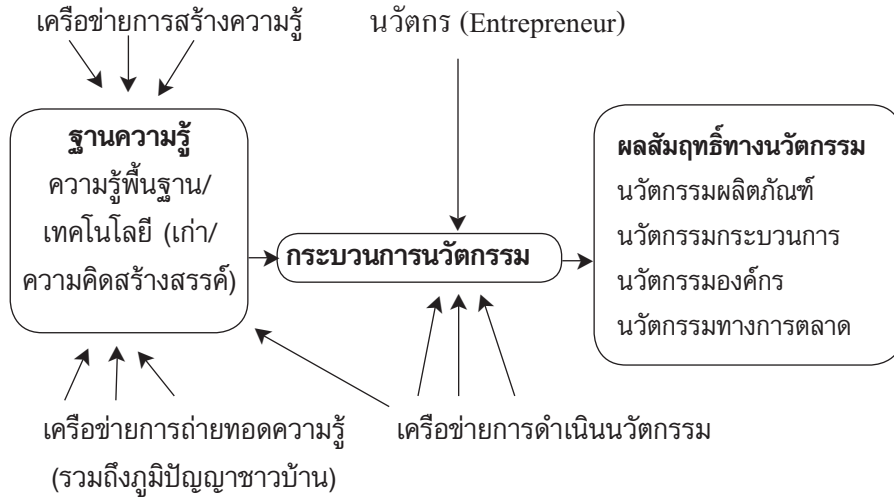 เครือข่ายการสร้างความรู้
นวัตกร (Entrepreneur)
ฐานความรู้
ความรู้พื้นฐาน/
เทคโนโลยี (เก่า/
ความคิดสร้างสรรค์)
กระบวนการนวัตกรรม
ผลสัมฤทธิ์ทางนวัตกรรม
นวัตกรรมผลิตภัณฑ์
นวัตกรรมกระบวนการ
นวัตกรรมองค์กร
นวัตกรรมทางการตลาด
เครือข่ายการถ่ายทอดความรู้
(รวมถึงภูมิปัญญาชาวบ้าน)
เครือข่ายการดำเนินนวัตกรรม